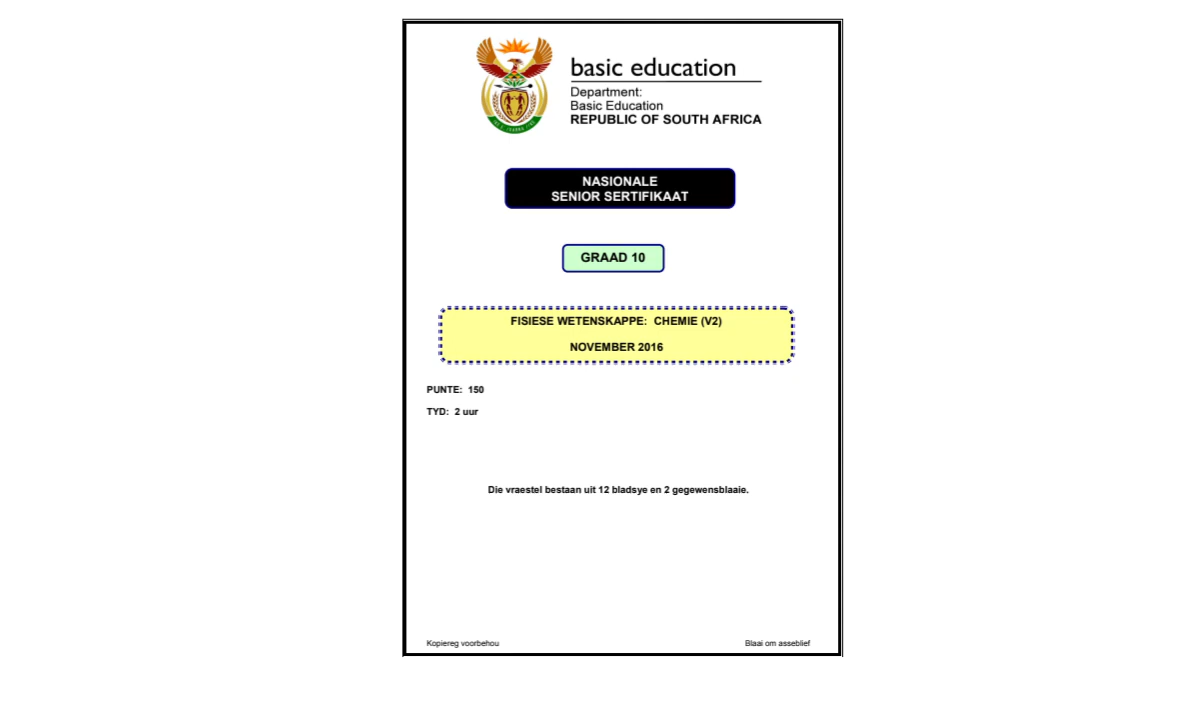 basic education
Department:
Basic Education
REPUBLIC OF SOUTH AFRICA
NASIONALE
SENIOR SERTIFIKAAT
GRAAD 10
FISIESE WETENSKAPPE: CHEMIE (V2)
NOVEMBER 2016
PUNTE: 150
TYD: 2 uur
Die vraestel bestaan uit 12 bladsye en 2 gegewensblaaie.
Kopiereg voorbehou
Blaai om asseblief